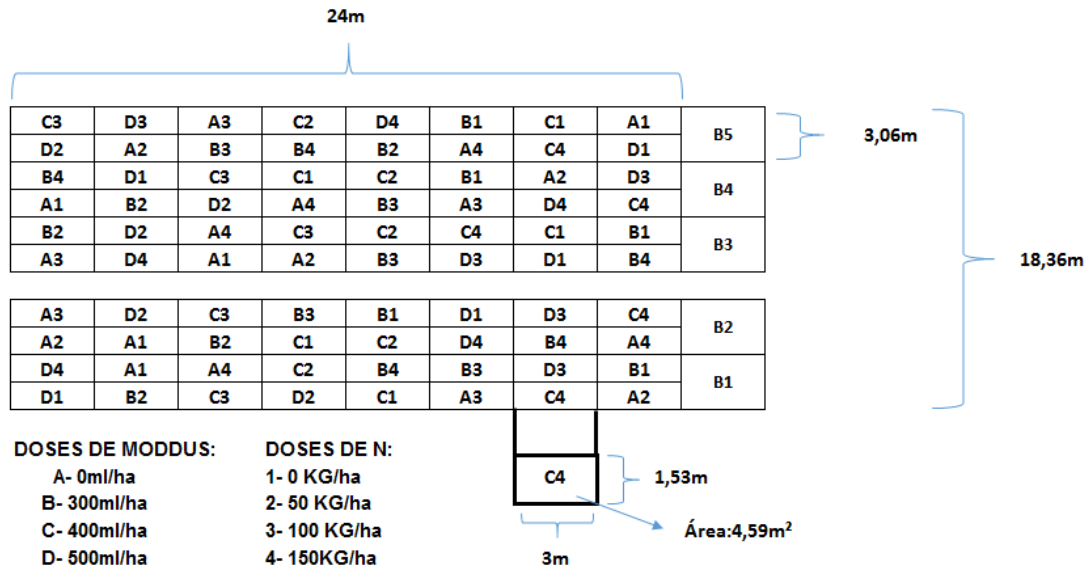 24m
C3 D3 A3 C2 D4 B1 C1 A1
B5
3,06m
D2 A2 B3 B4 B2 A4 C4 D1
B4 D1 C3 C1 C2 B1 A2 D3
B4
A1 B2 D2 A4 B3 A3 D4 C4
B2 D2 A4 C3 C2 C4 C1 B1
B3
18,36m
A3 D4 A1 A2 B3 D3 D1 B4
A3 D2 C3 B3 B1 D1 D3 C4
B2
A2 A1 B2 C1 C2 D4 B4 A4
D4 A1 A4 C2 B4 B3 D3 B1
B1
D1 B2 C3 D2 C1 A3 C4 A2
DOSES DE MODDUS:
A- 0ml/ha
B- 300ml/ha
C- 400ml/ha
D- 500ml/ha
DOSES DE N:
1- 0 KG/ha
2- 50 KG/ha
3- 100 KG/ha
4- 150KG/ha
C4
1,53m
Área:4,59m²
3m